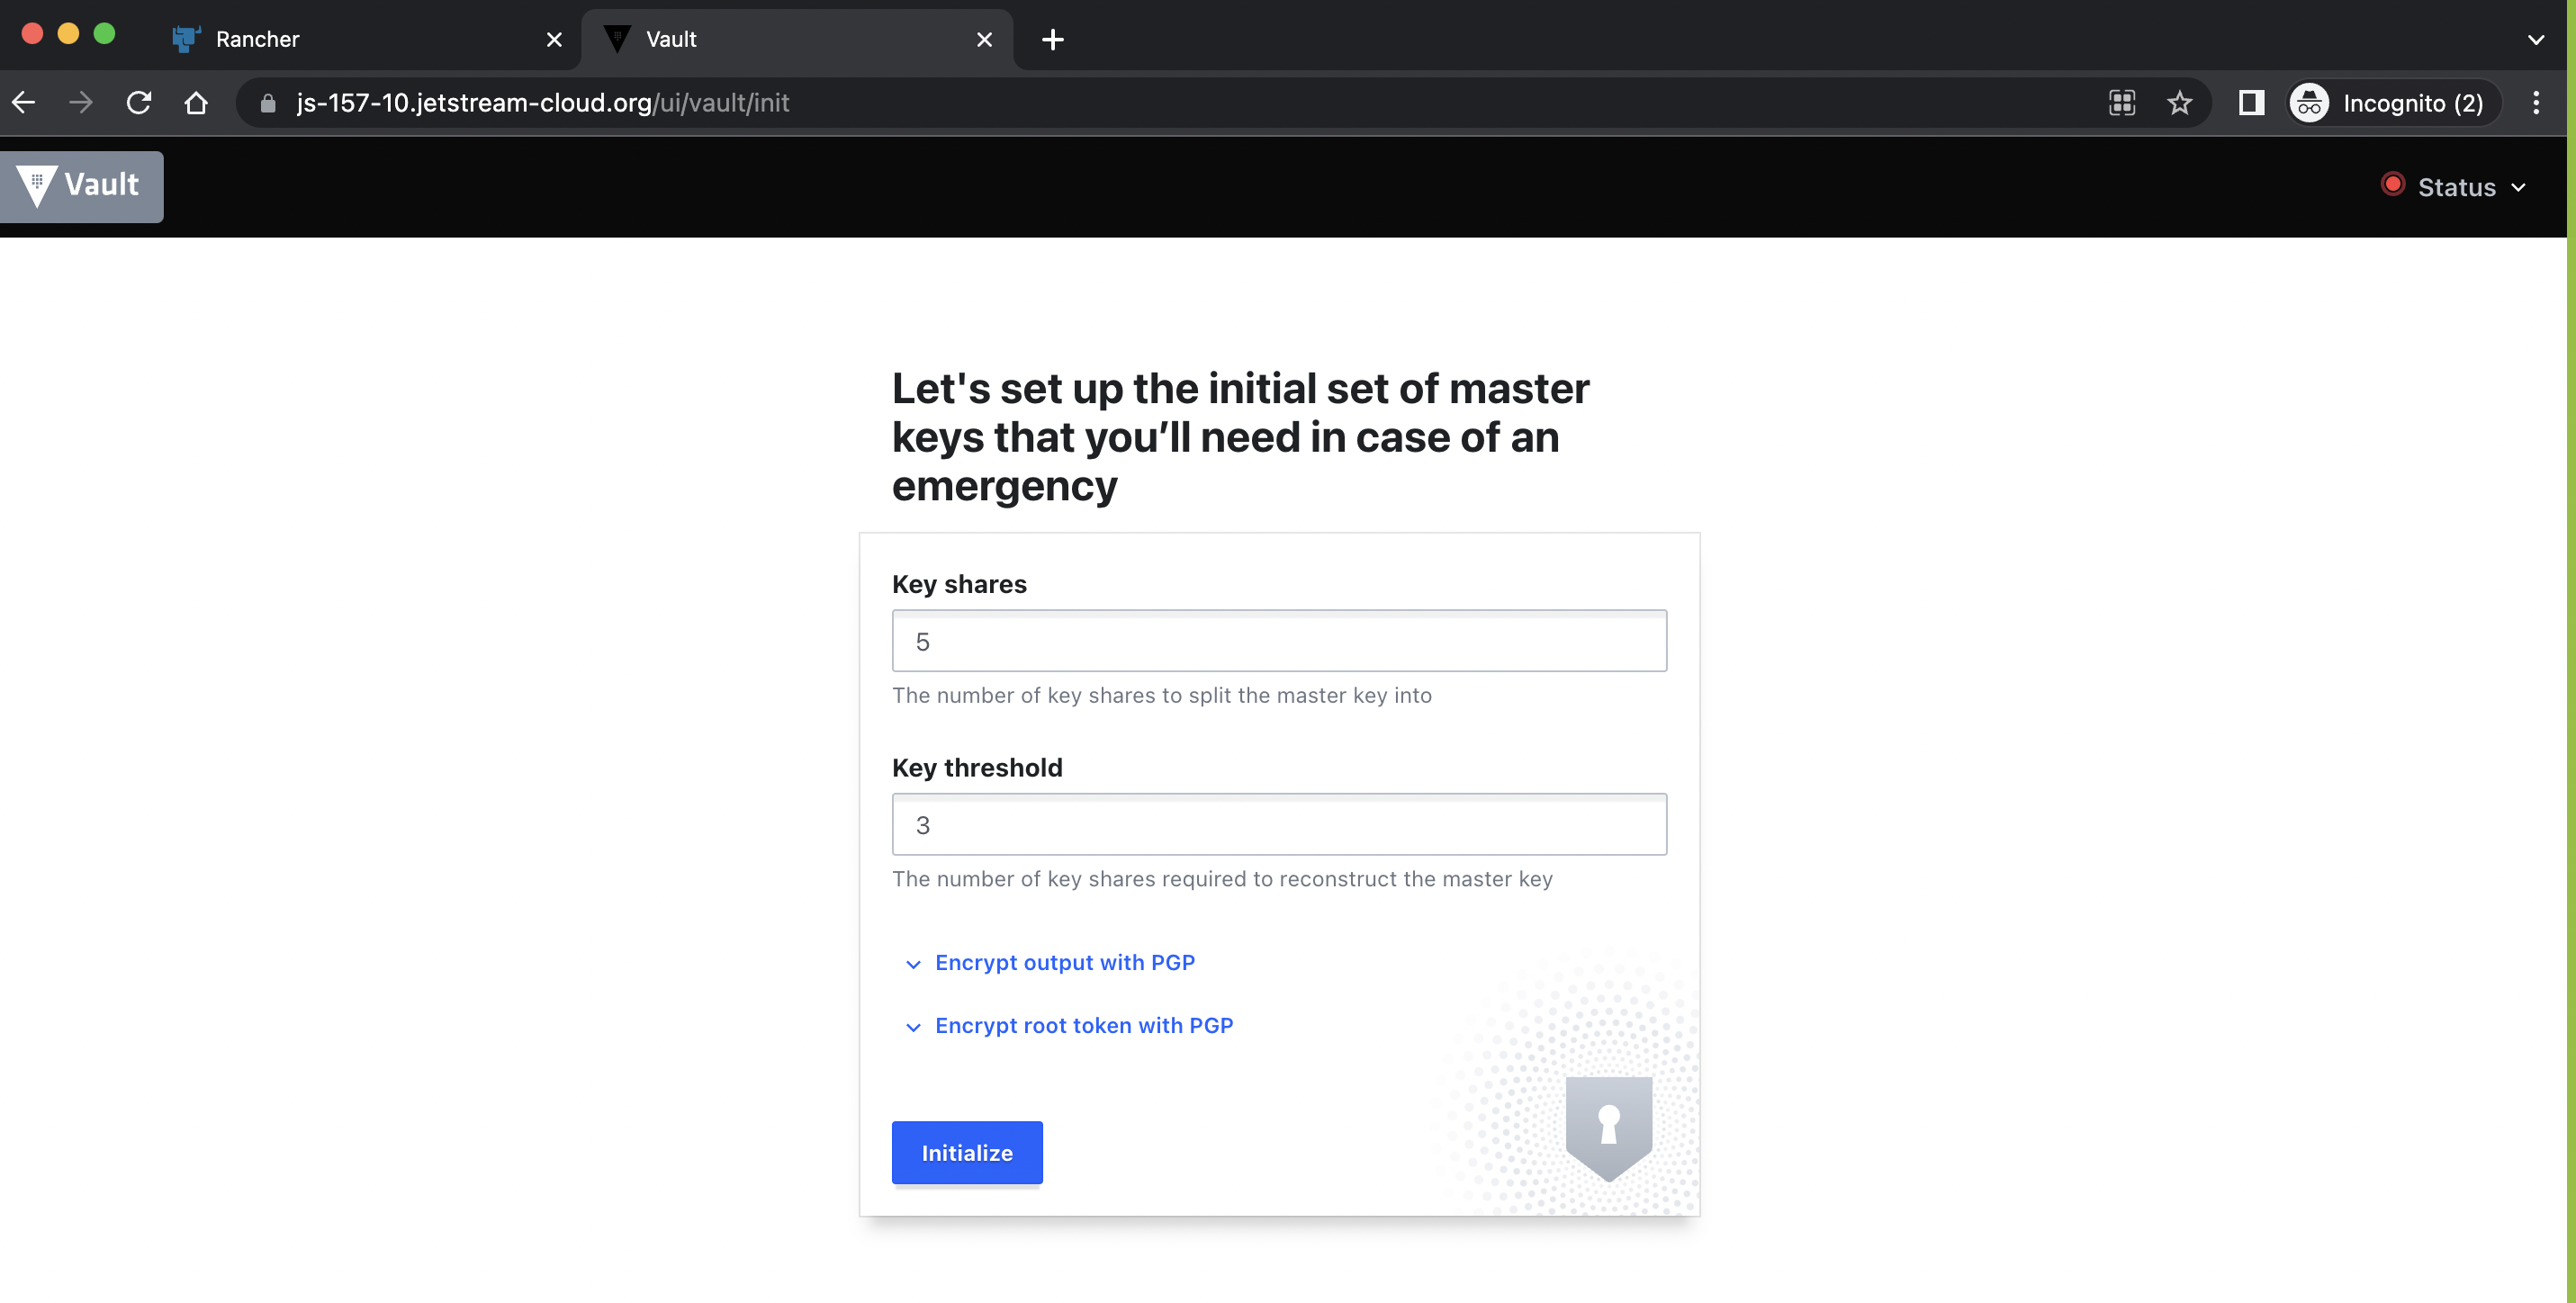 Rancher
Vault
js-157-10.jetstream-cloud.org/ui/vault/init
Incognito (2)
Vault
Status
Let's set up the initial set of master
keys that you’ll need in case of an
emergency
Key shares
5
The number of key shares to split the master key into
Key threshold
3
The number of key shares required to reconstruct the master key
Encrypt output with PGP
Encrypt root token with PGP
Initialize